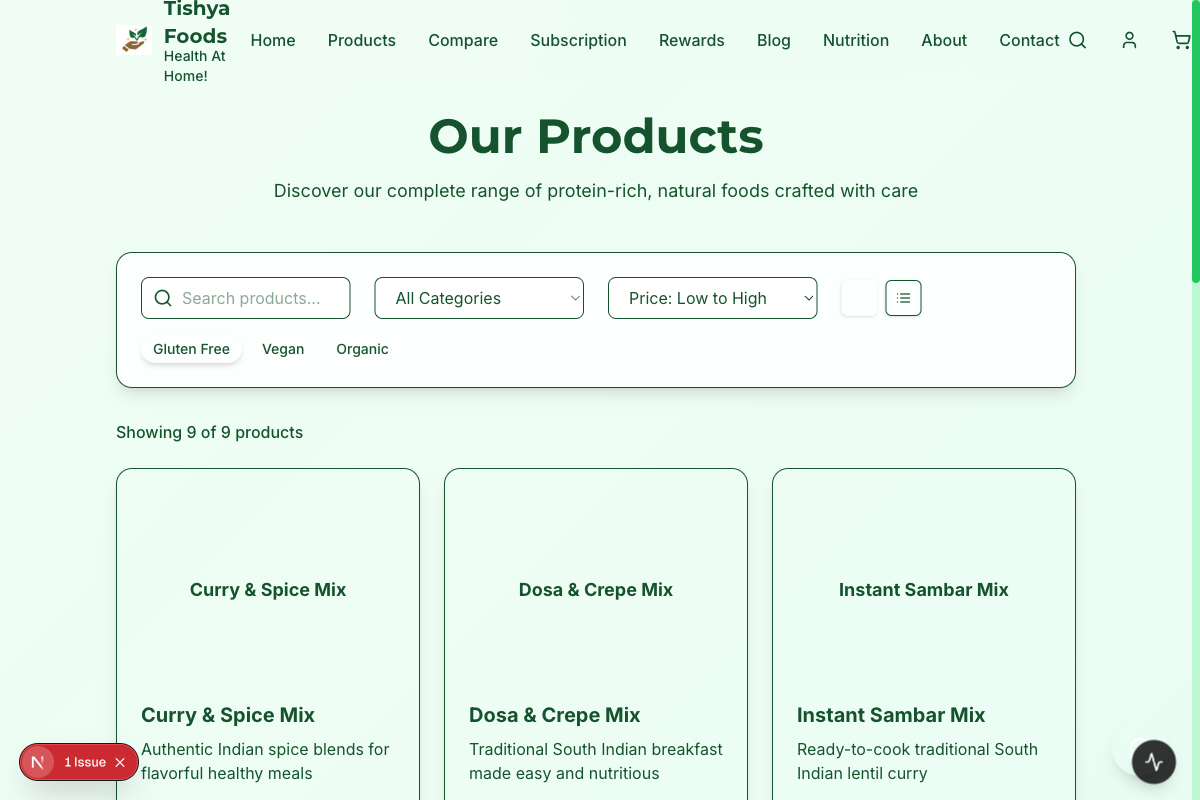 Tishya
Foods
Health At
Home!
Home Products Compare Subscription Rewards Blog Nutrition About Contact
Our Products
Discover our complete range of protein-rich, natural foods crafted with care
Search products... All Categories Price: Low to High
Gluten Free Vegan Organic
Showing 9 of 9 products
Curry & Spice Mix
Dosa & Crepe Mix
Instant Sambar Mix
Curry & Spice Mix
Authentic Indian spice blends for
flavorful healthy meals
Dosa & Crepe Mix
Traditional South Indian breakfast
made easy and nutritious
Instant Sambar Mix
Ready-to-cook traditional South
Indian lentil curry
N 1 Issue